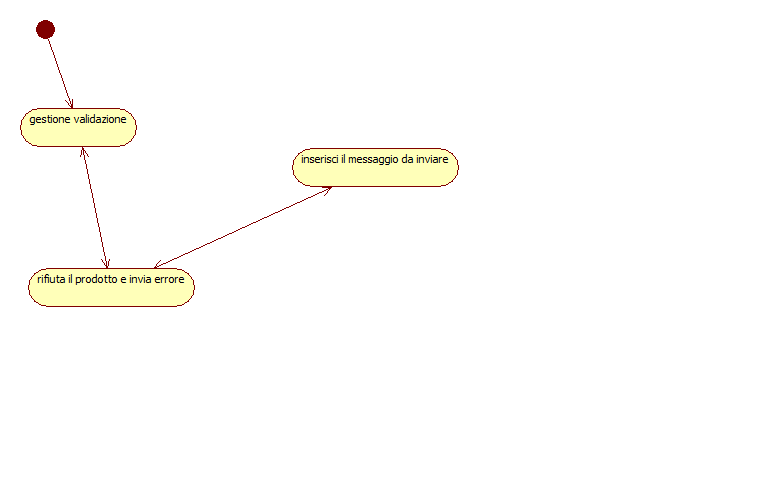 gestione validazione
inserisci il messaggio da inviare
rifiuta il prodotto e invia errore